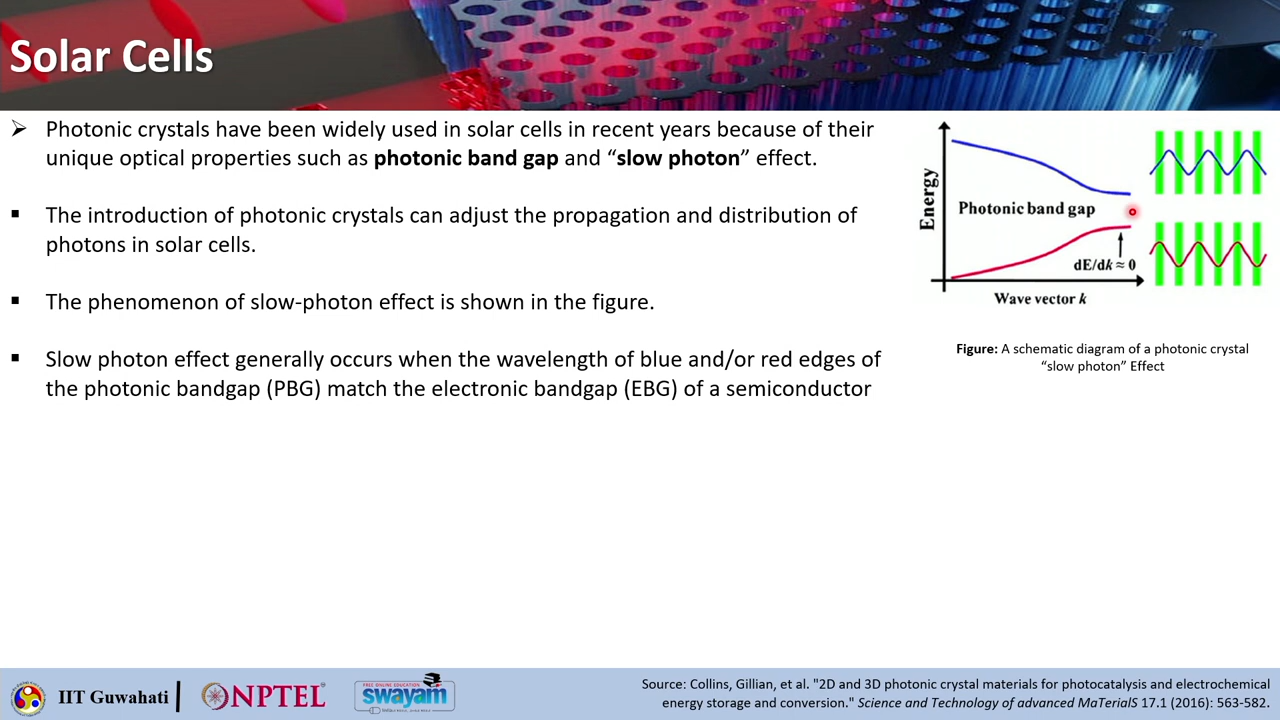 Solar Cells
Photonic crystals have been widely used in solar cells in recent years because of their
unique optical properties such as photonic band gap and “slow photon” effect.
The introduction of photonic crystals can adjust the propagation and distribution of
photons in solar cells.
The phenomenon of slow-photon effect is shown in the figure.
Slow photon effect generally occurs when the wavelength of blue and/or red edges of
the photonic bandgap (PBG) match the electronic bandgap (EBG) of a semiconductor
Energy
Photonic band gap
dE/dk ≈ 0
Wave vector k
Figure: A schematic diagram of a photonic crystal
“slow photon” Effect
IIT Guwahati
NPTEL
FREE ONLINE EDUCATION
swayam
Source: Collins, Gillian, et al. "2D and 3D photonic crystal materials for photocatalysis and electrochemical
energy storage and conversion." Science and Technology of advanced MaTerialS 17.1 (2016): 563-582.